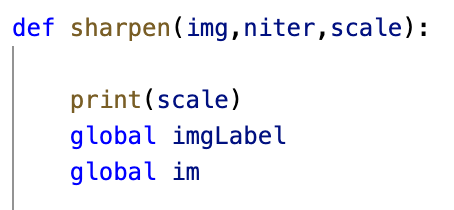 def sharpen(img,niter,scale):
print(scale)
global imgLabel
global im